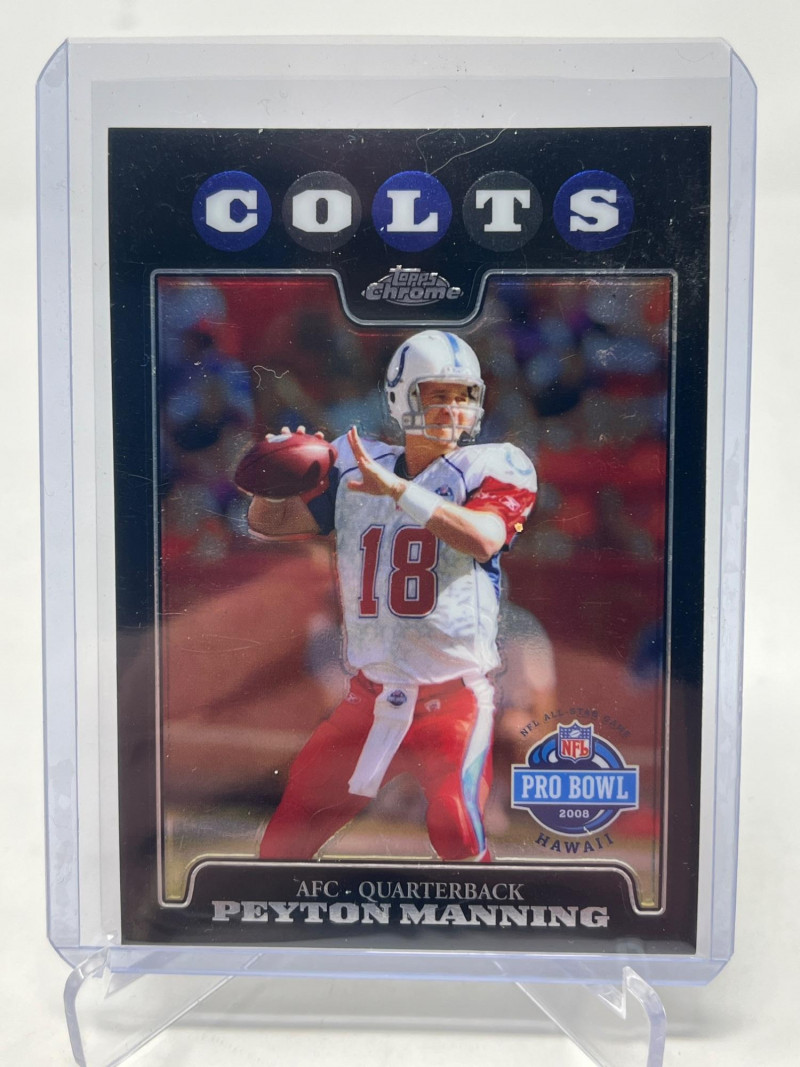 COLTS
Topps
Chrome
18
NFL ALL-STAR GAME
NFL
PRO BOWL
2008
HAWAII
AFC - QUARTERBACK
PEYTON MANNING